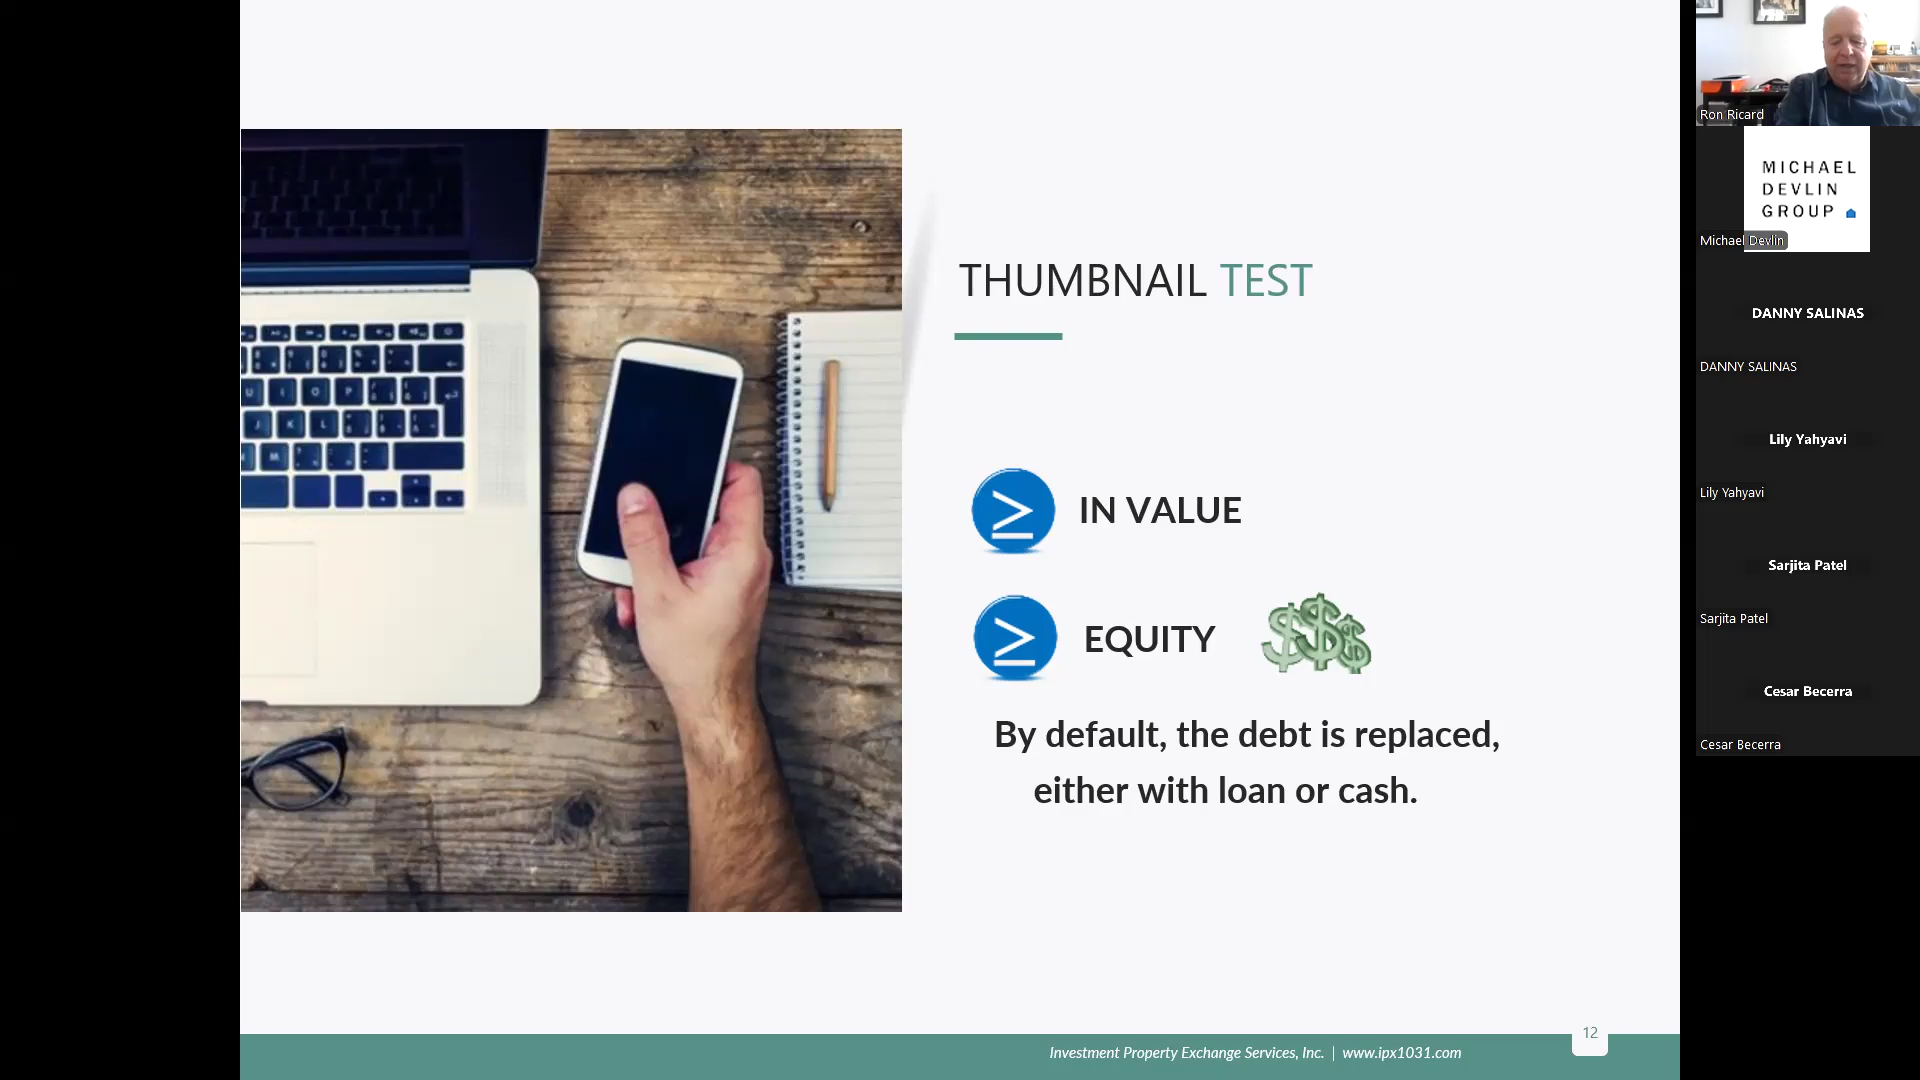 THUMBNAIL TEST
≥ IN VALUE
≥ EQUITY $$$
By default, the debt is replaced,
either with loan or cash.
Investment Property Exchange Services, Inc. | www.ipx1031.com
12
Ron Ricard
MICHAEL
DEVLIN
GROUP
Michael Devlin
DANNY SALINAS
DANNY SALINAS
Lily Yahyavi
Lily Yahyavi
Sarjita Patel
Sarjita Patel
Cesar Becerra
Cesar Becerra